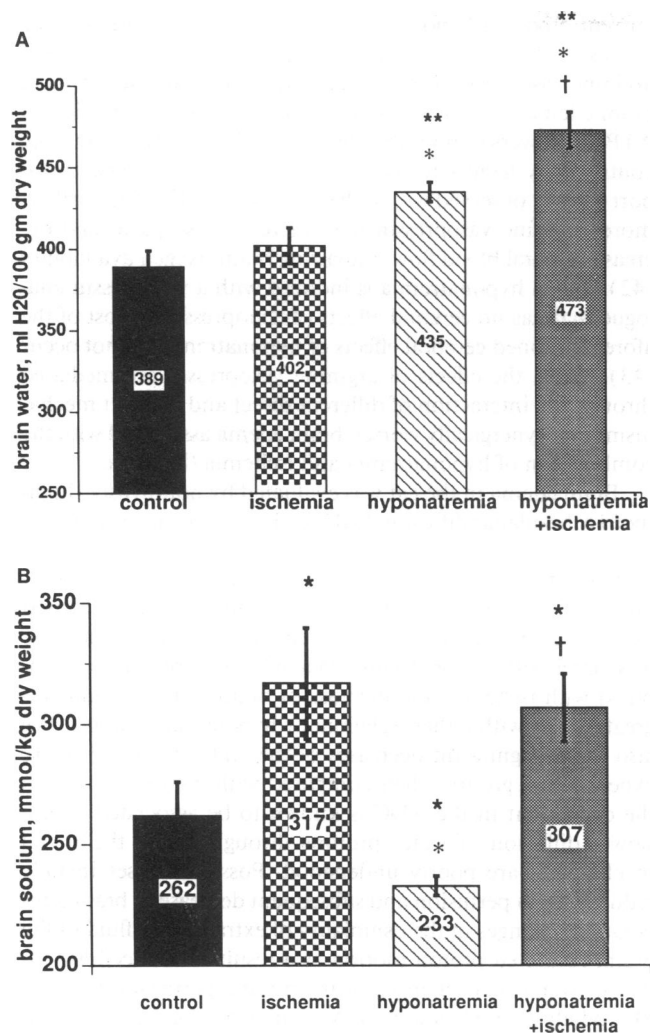 A
brain water, ml H20/100 gm dry weight
500
450
400
350
300
250
**
*
†
**
*
389
402
435
473
control
ischemia
hyponatremia
hyponatremia
+ischemia
B
brain sodium, mmol/kg dry weight
350
300
250
200
*
*
†
*
*
262
317
233
307
control
ischemia
hyponatremia
hyponatremia
+ischemia